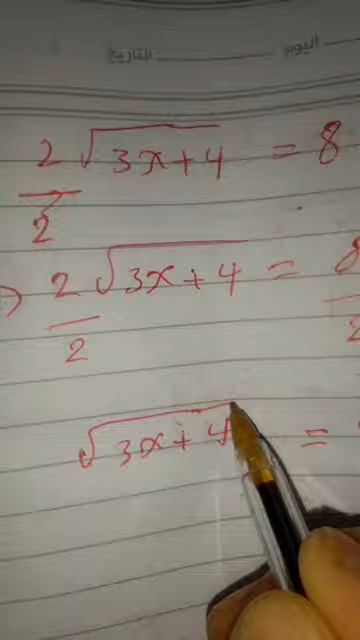 اليوم
التاريخ
2√(3x+4) = 8
2
⇒ 2√(3x+4) = 8
2 2
√(3x+4) =